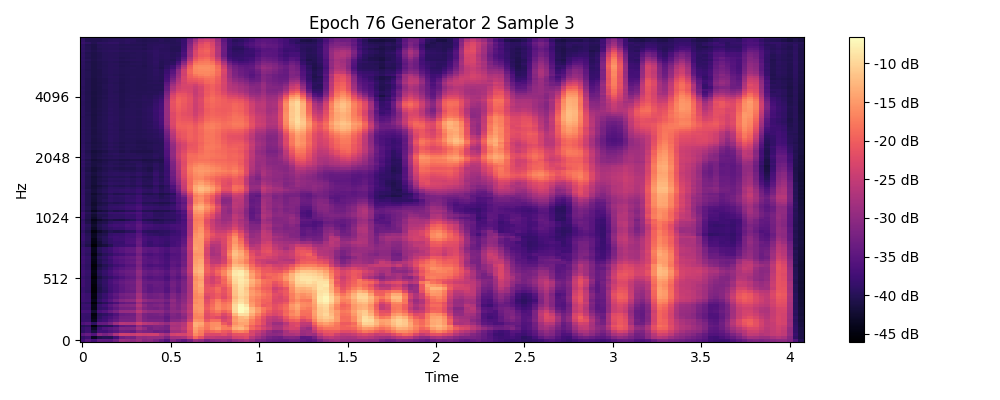 Epoch 76 Generator 2 Sample 3
Hz
4096
2048
1024
512
0
0
0.5
1
1.5
2
2.5
3
3.5
4
Time
-10 dB
-15 dB
-20 dB
-25 dB
-30 dB
-35 dB
-40 dB
-45 dB